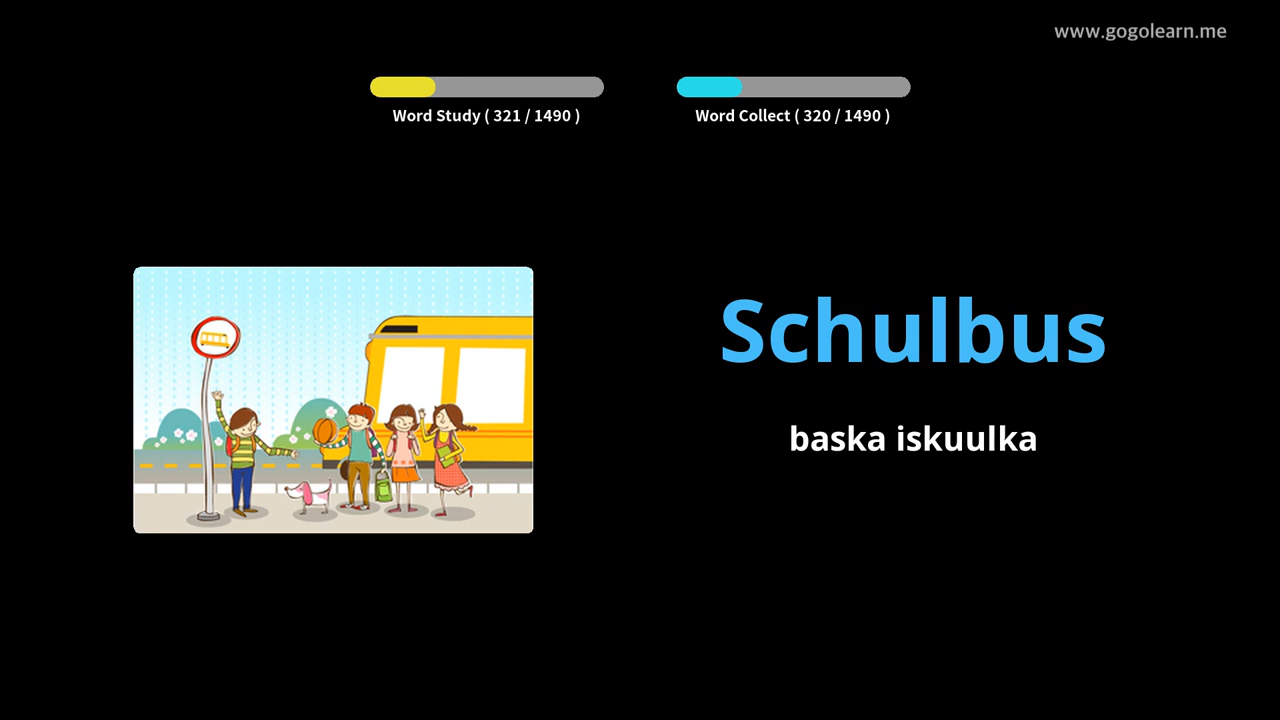 www.gogolearn.me
Word Study ( 321 / 1490 )
Word Collect ( 320 / 1490 )
Schulbus
baska iskuulka